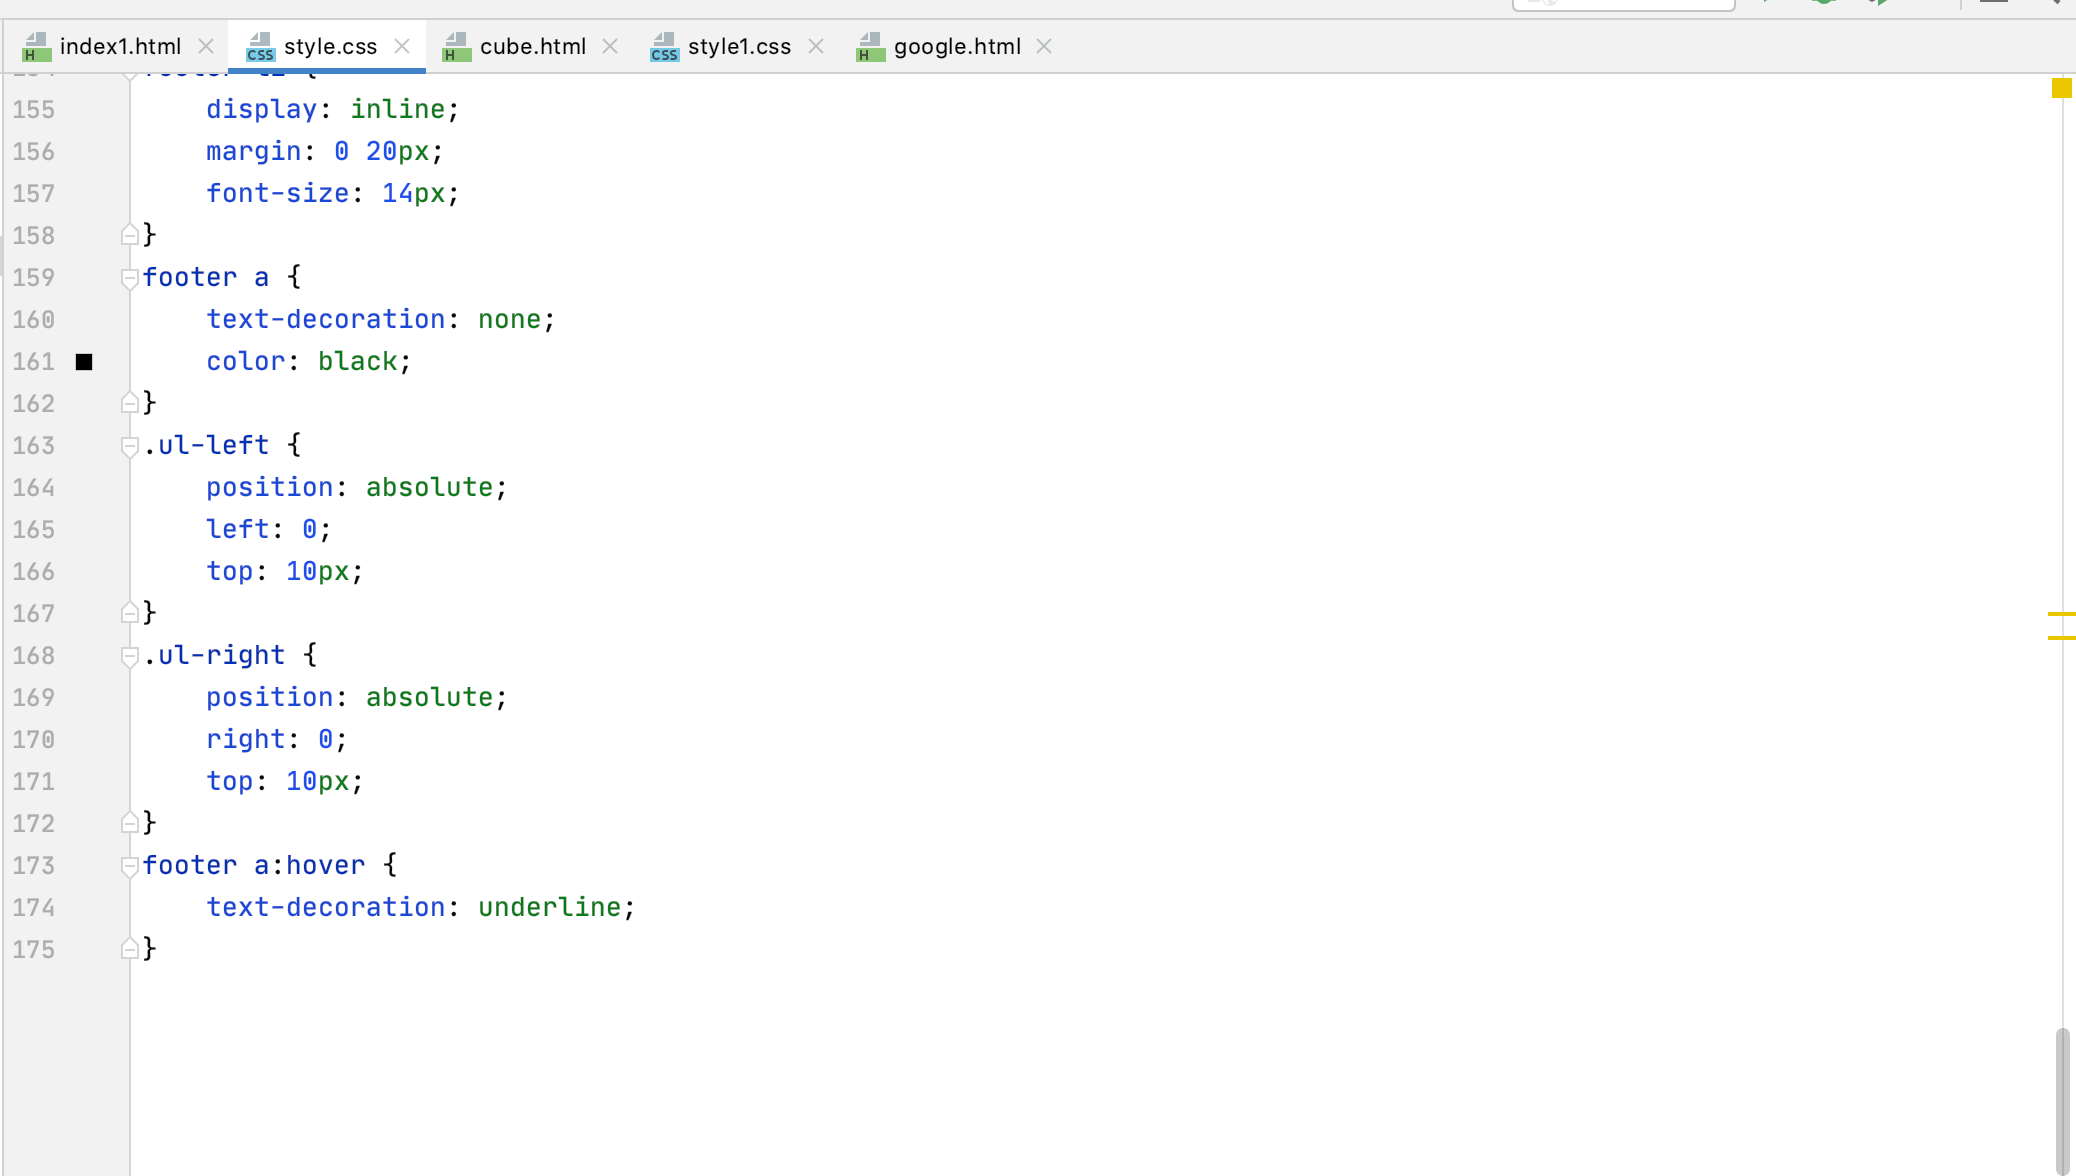 index1.html style.css cube.html style1.css google.html
155 display: inline;
156 margin: 0 20px;
157 font-size: 14px;
158 }
159 footer a {
160 text-decoration: none;
161 color: black;
162 }
163 .ul-left {
164 position: absolute;
165 left: 0;
166 top: 10px;
167 }
168 .ul-right {
169 position: absolute;
170 right: 0;
171 top: 10px;
172 }
173 footer a:hover {
174 text-decoration: underline;
175 }